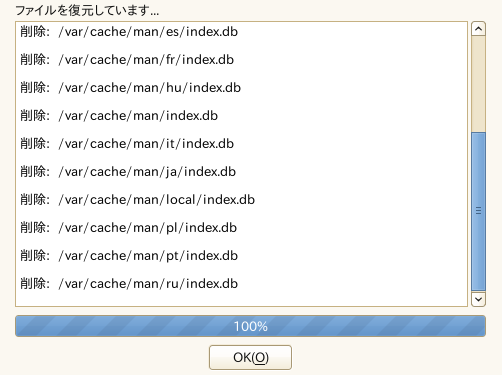 ファイルを復元しています...
削除: /var/cache/man/es/index.db
削除: /var/cache/man/fr/index.db
削除: /var/cache/man/hu/index.db
削除: /var/cache/man/index.db
削除: /var/cache/man/it/index.db
削除: /var/cache/man/ja/index.db
削除: /var/cache/man/local/index.db
削除: /var/cache/man/pl/index.db
削除: /var/cache/man/pt/index.db
削除: /var/cache/man/ru/index.db
100%
OK(O)